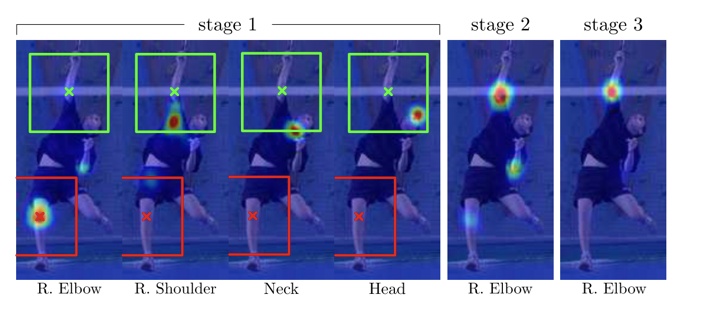 stage 1
stage 2
stage 3
R. Elbow
R. Shoulder
Neck
Head
R. Elbow
R. Elbow